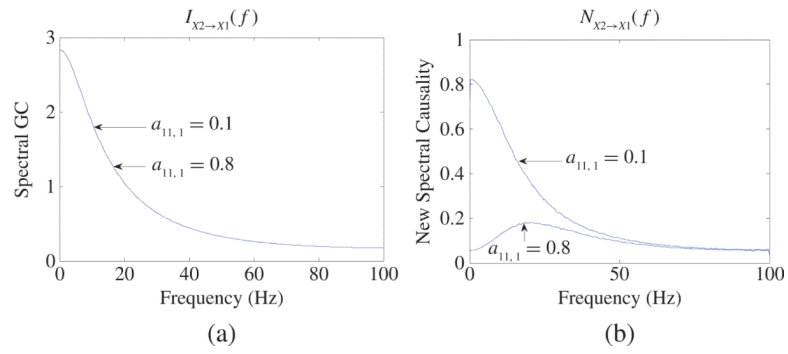 I_{X2→X1}(f)
3
2
1
0
Spectral GC
a_{11, 1} = 0.1
a_{11, 1} = 0.8
0 20 40 60 80 100
Frequency (Hz)
(a)
N_{X2→X1}(f)
1
0.8
0.6
0.4
0.2
0
New Spectral Causality
a_{11, 1} = 0.1
a_{11, 1} = 0.8
0 50 100
Frequency (Hz)
(b)